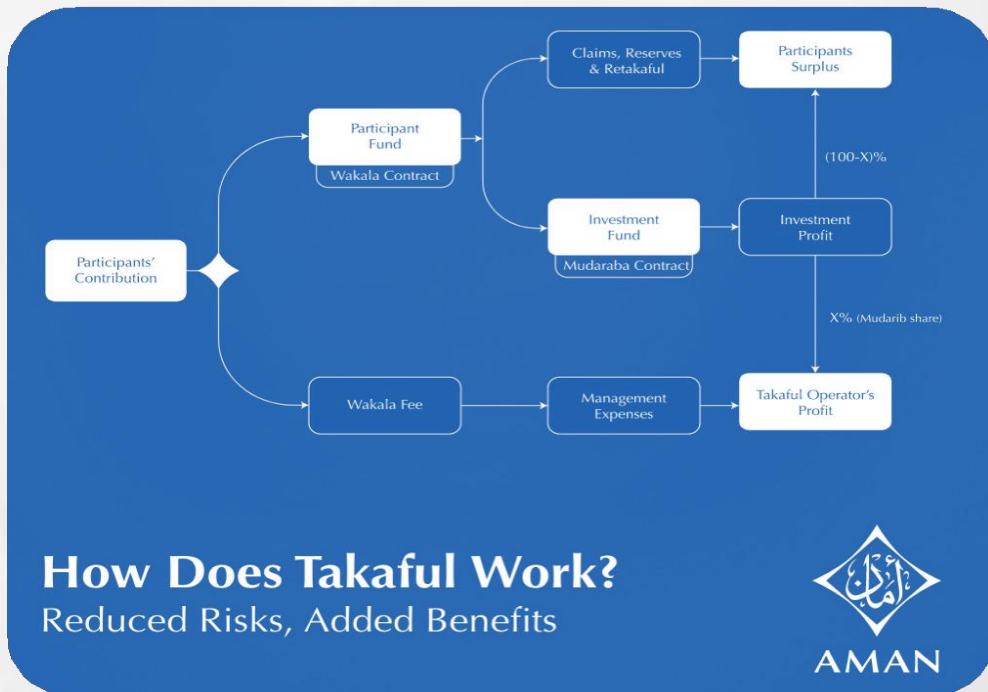 Claims, Reserves
& Retakaful
Participants
Surplus
Participant
Fund
Wakala Contract
(100-X)%
Investment
Fund
Mudaraba Contract
Investment
Profit
Participants'
Contribution
X% (Mudarib share)
Wakala Fee
Management
Expenses
Takaful Operator's
Profit
How Does Takaful Work?
Reduced Risks, Added Benefits
أمان
AMAN